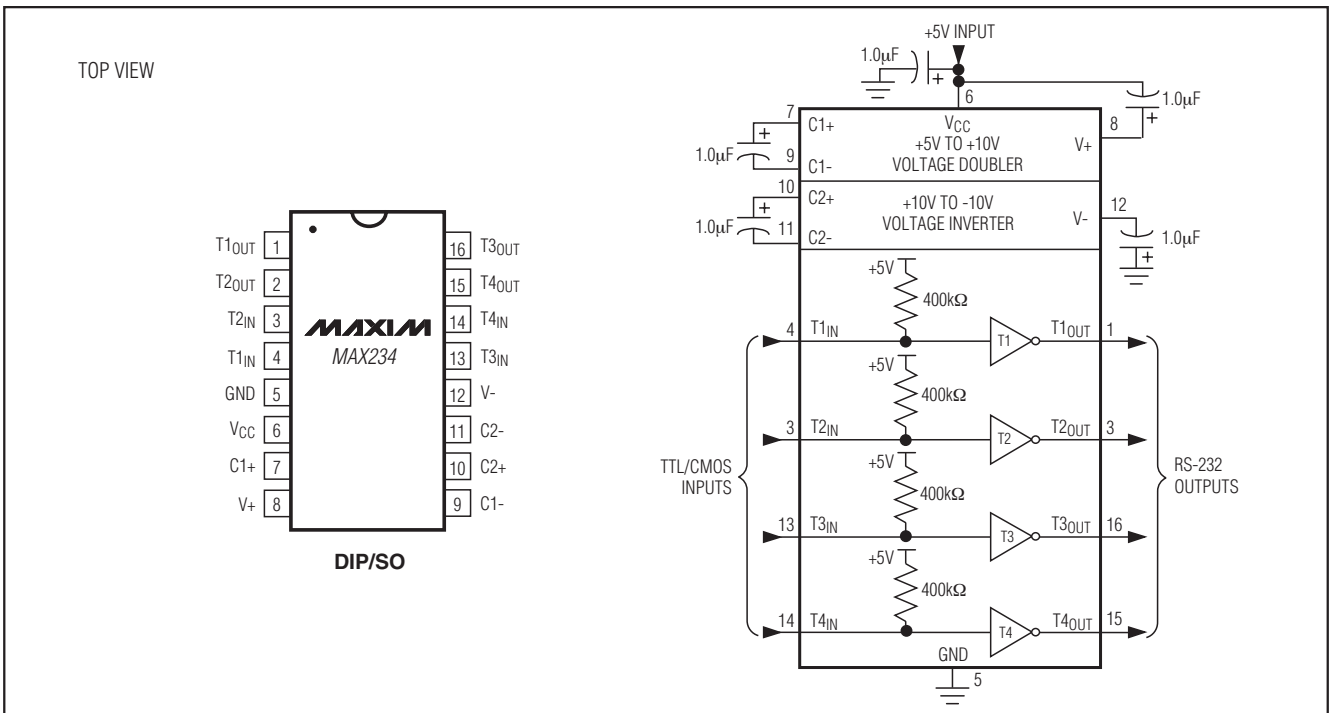 TOP VIEW
T1OUT 1
T2OUT 2
T2IN 3
T1IN 4
GND 5
VCC 6
C1+ 7
V+ 8
16 T3OUT
15 T4OUT
14 T4IN
13 T3IN
12 V-
11 C2-
10 C2+
9 C1-
MAXIM
MAX234
DIP/SO
+5V INPUT
1.0µF
+
6
1.0µF
+
7
C1+
VCC
+5V TO +10V
VOLTAGE DOUBLER
8
V+
1.0µF
+
9
C1-
10
C2+
+10V TO -10V
VOLTAGE INVERTER
12
V-
1.0µF
+
11
C2-
1.0µF
+
+5V
400kΩ
4 T1IN T1 T1OUT 1
+5V
400kΩ
3 T2IN T2 T2OUT 3
+5V
400kΩ
TTL/CMOS
INPUTS
RS-232
OUTPUTS
13 T3IN T3 T3OUT 16
+5V
400kΩ
14 T4IN T4 T4OUT 15
GND
5